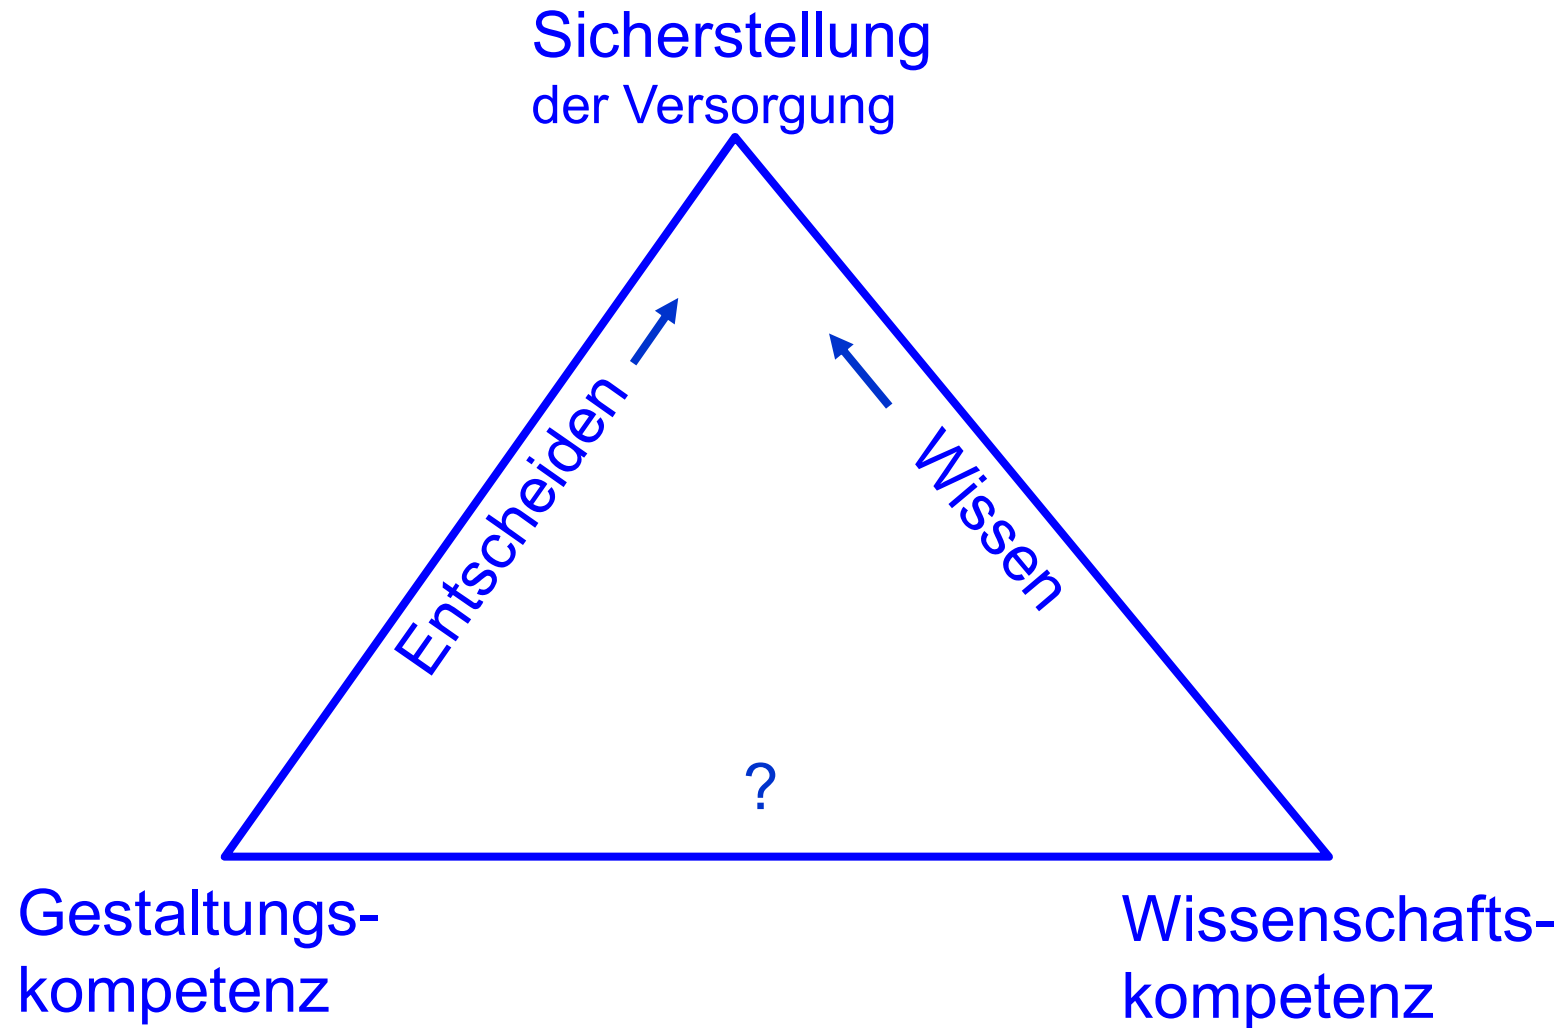 Sicherstellung
der Versorgung
Entscheiden
Wissen
?
Gestaltungs-
kompetenz
Wissenschafts-
kompetenz